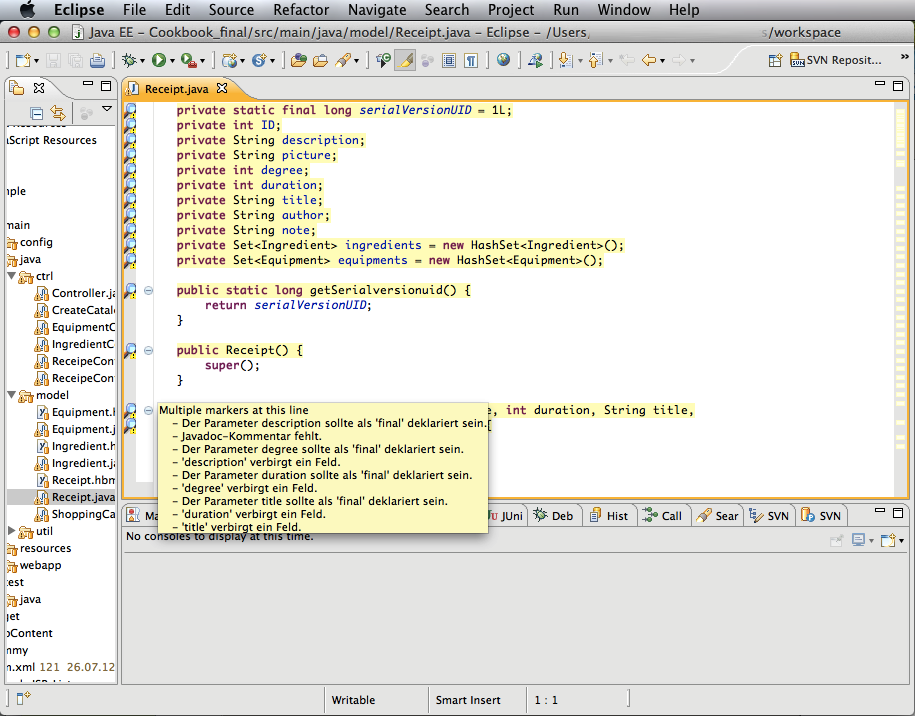 Eclipse File Edit Source Refactor Navigate Search Project Run Window Help
Java EE - Cookbook_final/src/main/java/model/Receipt.java - Eclipse - /Users, s/workspace
SVN Reposit... »
Receipt.java
Script Resources
main
config
java
ctrl
Controller.ja
CreateCatal
EquipmentC
IngredientC
ReceipeCon
ReceipeCon
model
Equipment.h
Equipment.j
Ingredient.h
Ingredient.ja
Receipt.hbm
Receipt.java
ShoppingCa
util
resources
webapp
test
java
get
Content
n.xml 121 26.07.12
private static final long serialVersionUID = 1L;
private int ID;
private String description;
private String picture;
private int degree;
private int duration;
private String title;
private String author;
private String note;
private Set<Ingredient> ingredients = new HashSet<Ingredient>();
private Set<Equipment> equipments = new HashSet<Equipment>();
public static long getSerialversionuid() {
return serialVersionUID;
}
public Receipt() {
super();
}
, int duration, String title,
{
Multiple markers at this line
- Der Parameter description sollte als 'final' deklariert sein.
- Javadoc-Kommentar fehlt.
- Der Parameter degree sollte als 'final' deklariert sein.
- 'description' verbirgt ein Feld.
- Der Parameter duration sollte als 'final' deklariert sein.
- 'degree' verbirgt ein Feld.
- Der Parameter title sollte als 'final' deklariert sein.
- 'duration' verbirgt ein Feld.
- 'title' verbirgt ein Feld.
Ma JUni Deb Hist Call Sear SVN SVN
No consoles to display at this time.
Writable Smart Insert 1 : 1